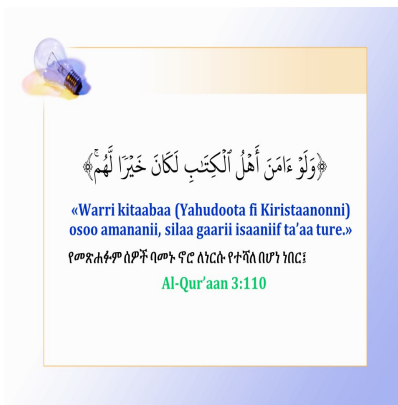 ﴿وَلَوْ ءَامَنَ أَهْلُ ٱلْكِتَٰبِ لَكَانَ خَيْرًا لَّهُم ۚ﴾
«Warri kitaabaa (Yahudoota fi Kiristaanonni)
osoo amananii, silaa gaarii isaaniif ta’aa ture.»
የመጽሐፉም ሰዎች ባመኑ ኖሮ ለነርሱ የተሻለ በሆነ ነበር፤
Al-Qur’aan 3:110